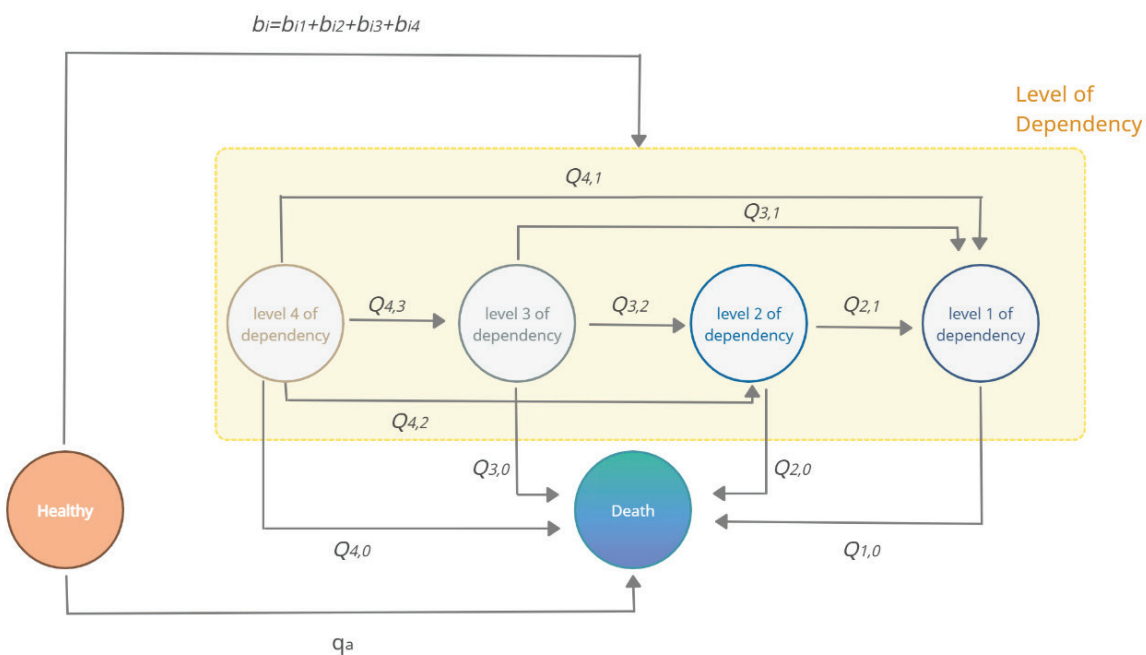 bi=bi1+bi2+bi3+bi4
Level of
Dependency
Q4,1
Q3,1
level 4 of
dependency
Q4,3
level 3 of
dependency
Q3,2
level 2 of
dependency
Q2,1
level 1 of
dependency
Q4,2
Q3,0
Q2,0
Healthy
Death
Q4,0
Q1,0
qa